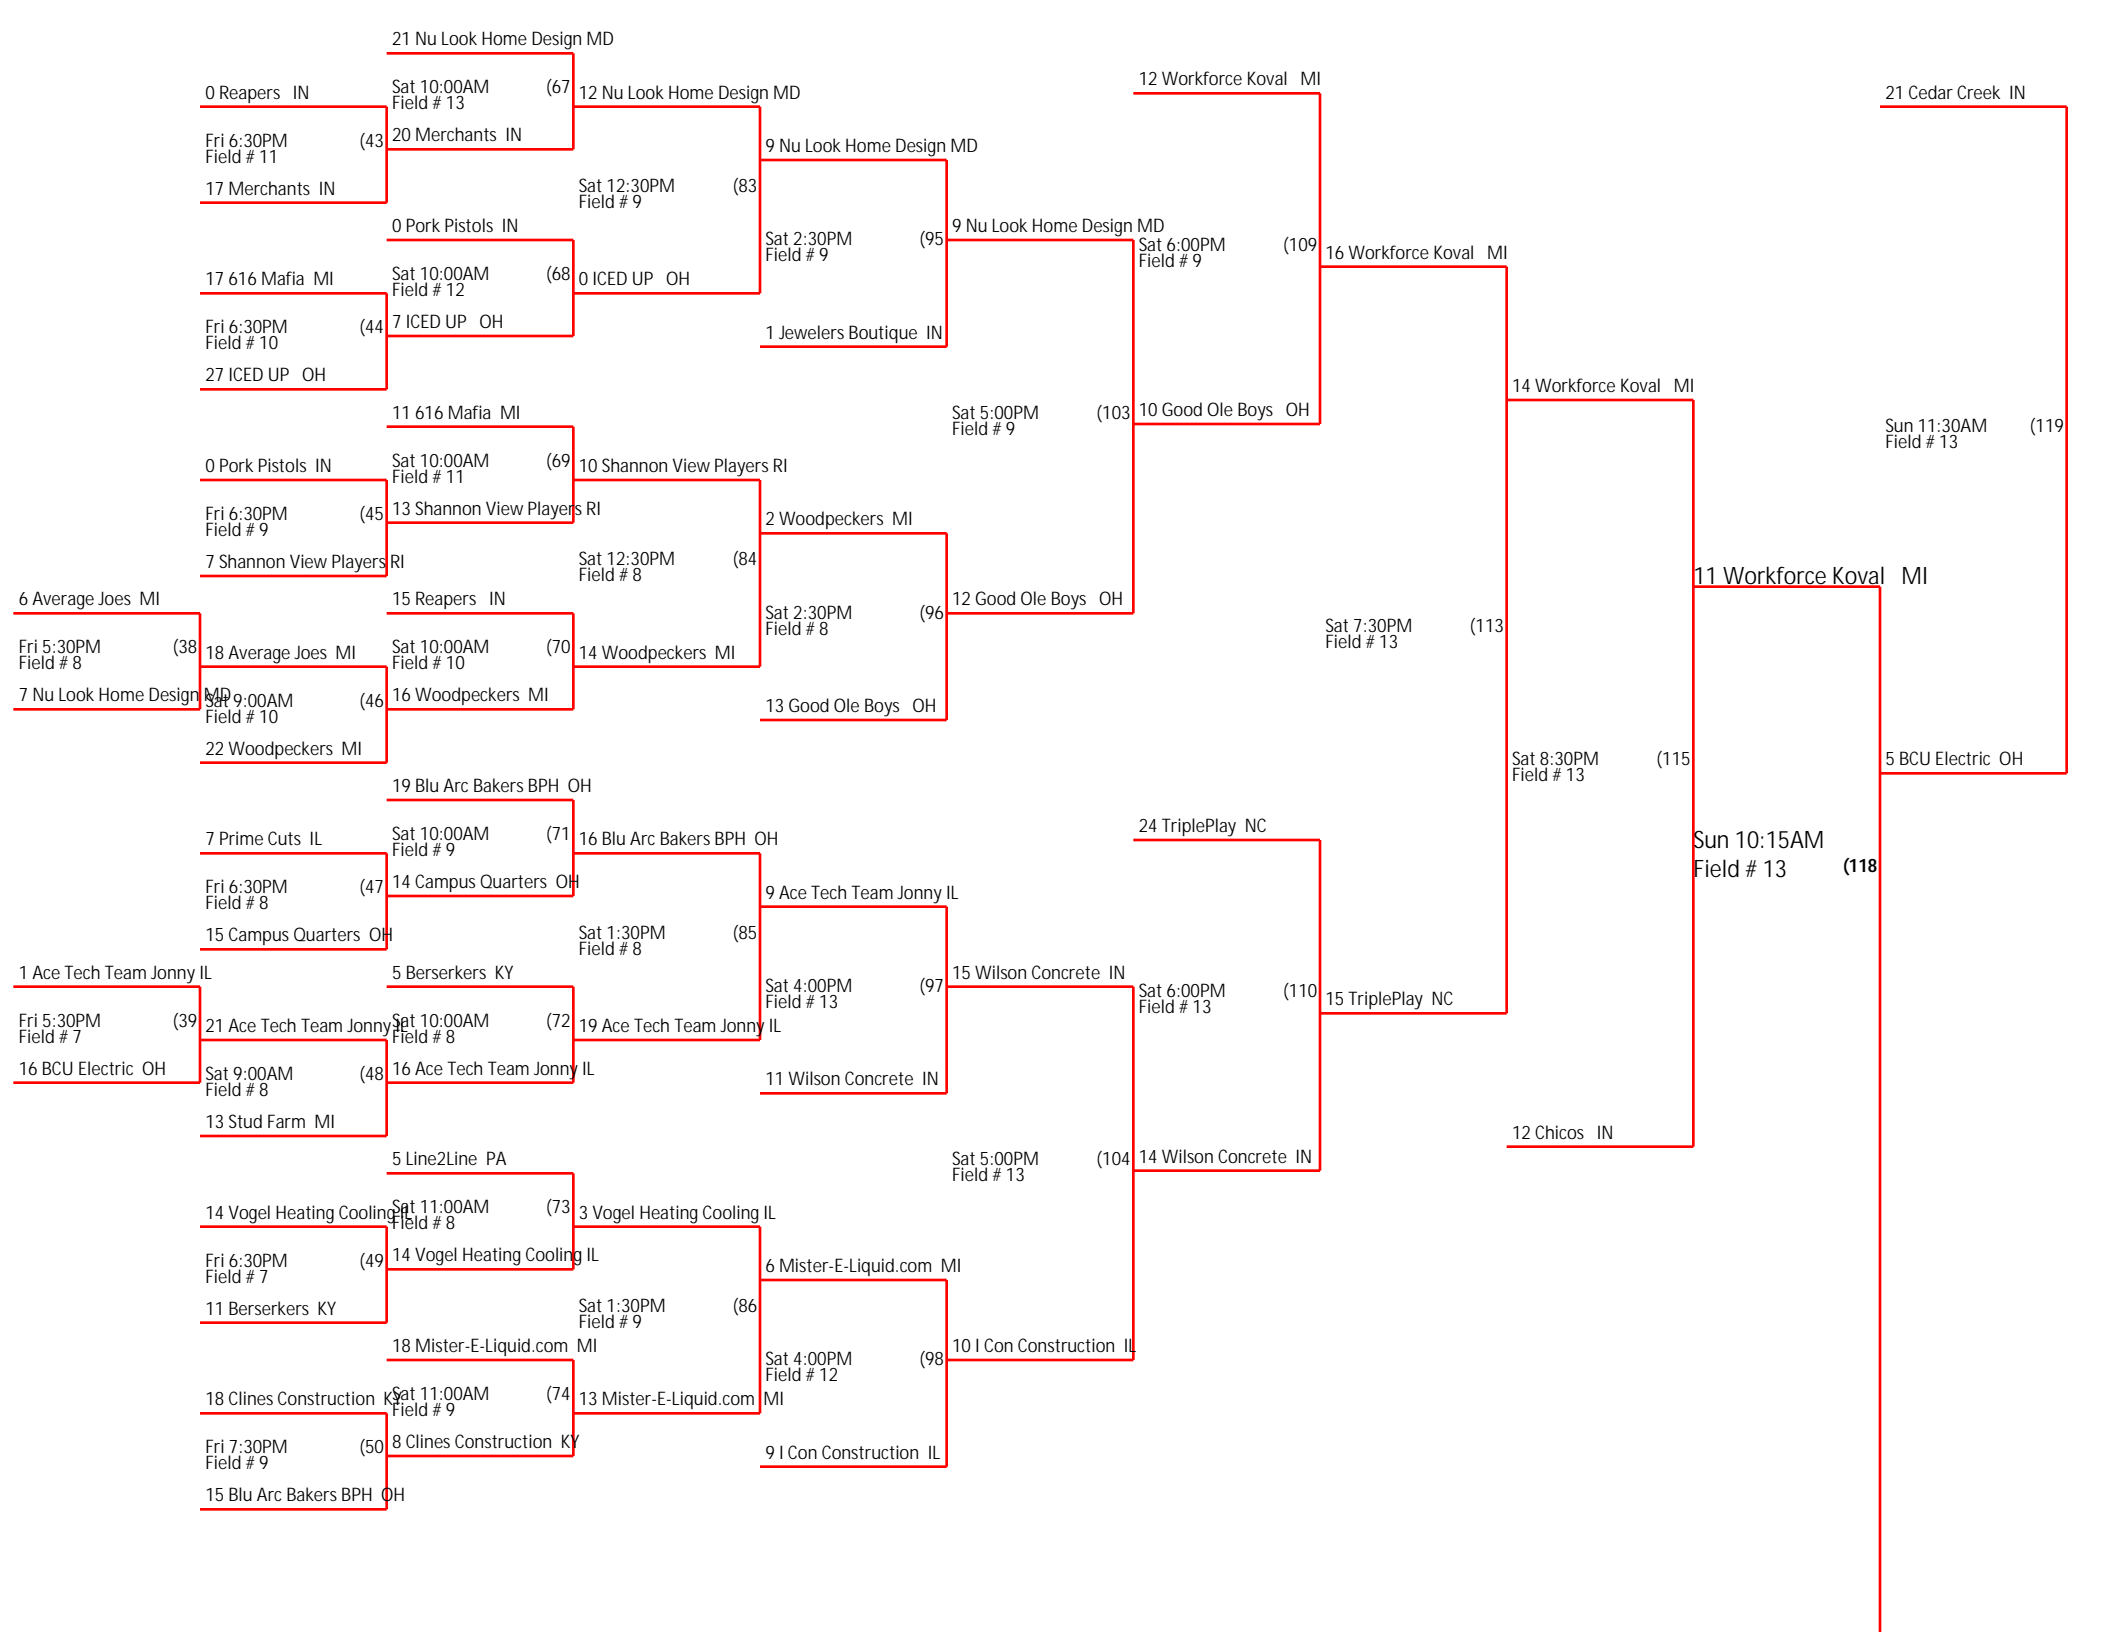 21 Nu Look Home Design MD
0 Reapers IN
Sat 10:00AM (67
Field # 13
12 Nu Look Home Design MD
Fri 6:30PM (43
Field # 11
20 Merchants IN
17 Merchants IN
9 Nu Look Home Design MD
Sat 12:30PM (83
Field # 9
0 Pork Pistols IN
17 616 Mafia MI
Sat 10:00AM (68
Field # 12
0 ICED UP OH
Sat 2:30PM (95
Field # 9
9 Nu Look Home Design MD
Fri 6:30PM (44
Field # 10
7 ICED UP OH
27 ICED UP OH
1 Jewelers Boutique IN
11 616 Mafia MI
0 Pork Pistols IN
Sat 10:00AM (69
Field # 11
10 Shannon View Players RI
Fri 6:30PM (45
Field # 9
13 Shannon View Players RI
7 Shannon View Players RI
2 Woodpeckers MI
Sat 12:30PM (84
Field # 8
6 Average Joes MI
15 Reapers IN
Fri 5:30PM (38
Field # 8
18 Average Joes MI
Sat 10:00AM (70
Field # 10
14 Woodpeckers MI
Sat 2:30PM (96
Field # 8
12 Good Ole Boys OH
7 Nu Look Home Design MD
Sat 9:00AM (46
Field # 10
16 Woodpeckers MI
22 Woodpeckers MI
13 Good Ole Boys OH
Sat 5:00PM (103
Field # 9
12 Workforce Koval MI
Sat 6:00PM (109
Field # 9
10 Good Ole Boys OH
16 Workforce Koval MI
19 Blu Arc Bakers BPH OH
7 Prime Cuts IL
Sat 10:00AM (71
Field # 9
16 Blu Arc Bakers BPH OH
Fri 6:30PM (47
Field # 8
14 Campus Quarters OH
15 Campus Quarters OH
9 Ace Tech Team Jonny IL
Sat 1:30PM (85
Field # 8
1 Ace Tech Team Jonny IL
5 Berserkers KY
Fri 5:30PM (39
Field # 7
21 Ace Tech Team Jonny IL
Sat 10:00AM (72
Field # 8
19 Ace Tech Team Jonny IL
Sat 4:00PM (97
Field # 13
15 Wilson Concrete IN
16 BCU Electric OH
Sat 9:00AM (48
Field # 8
16 Ace Tech Team Jonny IL
13 Stud Farm MI
11 Wilson Concrete IN
5 Line2Line PA
14 Vogel Heating Cooling IL
Sat 11:00AM (73
Field # 8
3 Vogel Heating Cooling IL
Fri 6:30PM (49
Field # 7
14 Vogel Heating Cooling IL
11 Berserkers KY
6 Mister-E-Liquid.com MI
Sat 1:30PM (86
Field # 9
18 Mister-E-Liquid.com MI
18 Clines Construction KY
Sat 11:00AM (74
Field # 9
13 Mister-E-Liquid.com MI
Sat 4:00PM (98
Field # 12
10 I Con Construction IL
Fri 7:30PM (50
Field # 9
8 Clines Construction KY
15 Blu Arc Bakers BPH OH
9 I Con Construction IL
Sat 5:00PM (104
Field # 13
24 TriplePlay NC
Sat 6:00PM (110
Field # 13
14 Wilson Concrete IN
15 TriplePlay NC
Sat 7:30PM (113
Field # 13
14 Workforce Koval MI
Sat 8:30PM (115
Field # 13
12 Chicos IN
11 Workforce Koval MI
Sun 10:15AM
Field # 13 (118
21 Cedar Creek IN
Sun 11:30AM (119
Field # 13
5 BCU Electric OH